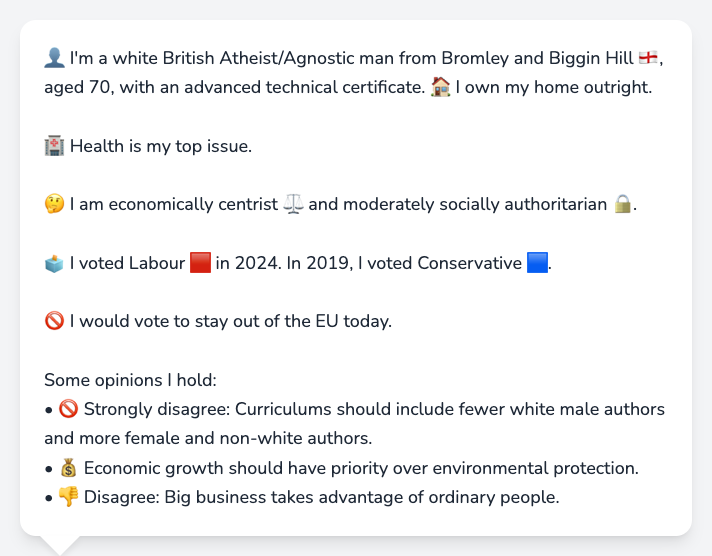 👤 I'm a white British Atheist/Agnostic man from Bromley and Biggin Hill 🏴󠁧󠁢󠁥󠁮󠁧󠁿,
aged 70, with an advanced technical certificate. 🏠 I own my home outright.
🏥 Health is my top issue.
🤔 I am economically centrist ⚖️ and moderately socially authoritarian 🔒.
🗳️ I voted Labour 🟥 in 2024. In 2019, I voted Conservative 🟦.
🚫 I would vote to stay out of the EU today.
Some opinions I hold:
• 🚫 Strongly disagree: Curriculums should include fewer white male authors
and more female and non-white authors.
• 💰 Economic growth should have priority over environmental protection.
• 👎 Disagree: Big business takes advantage of ordinary people.